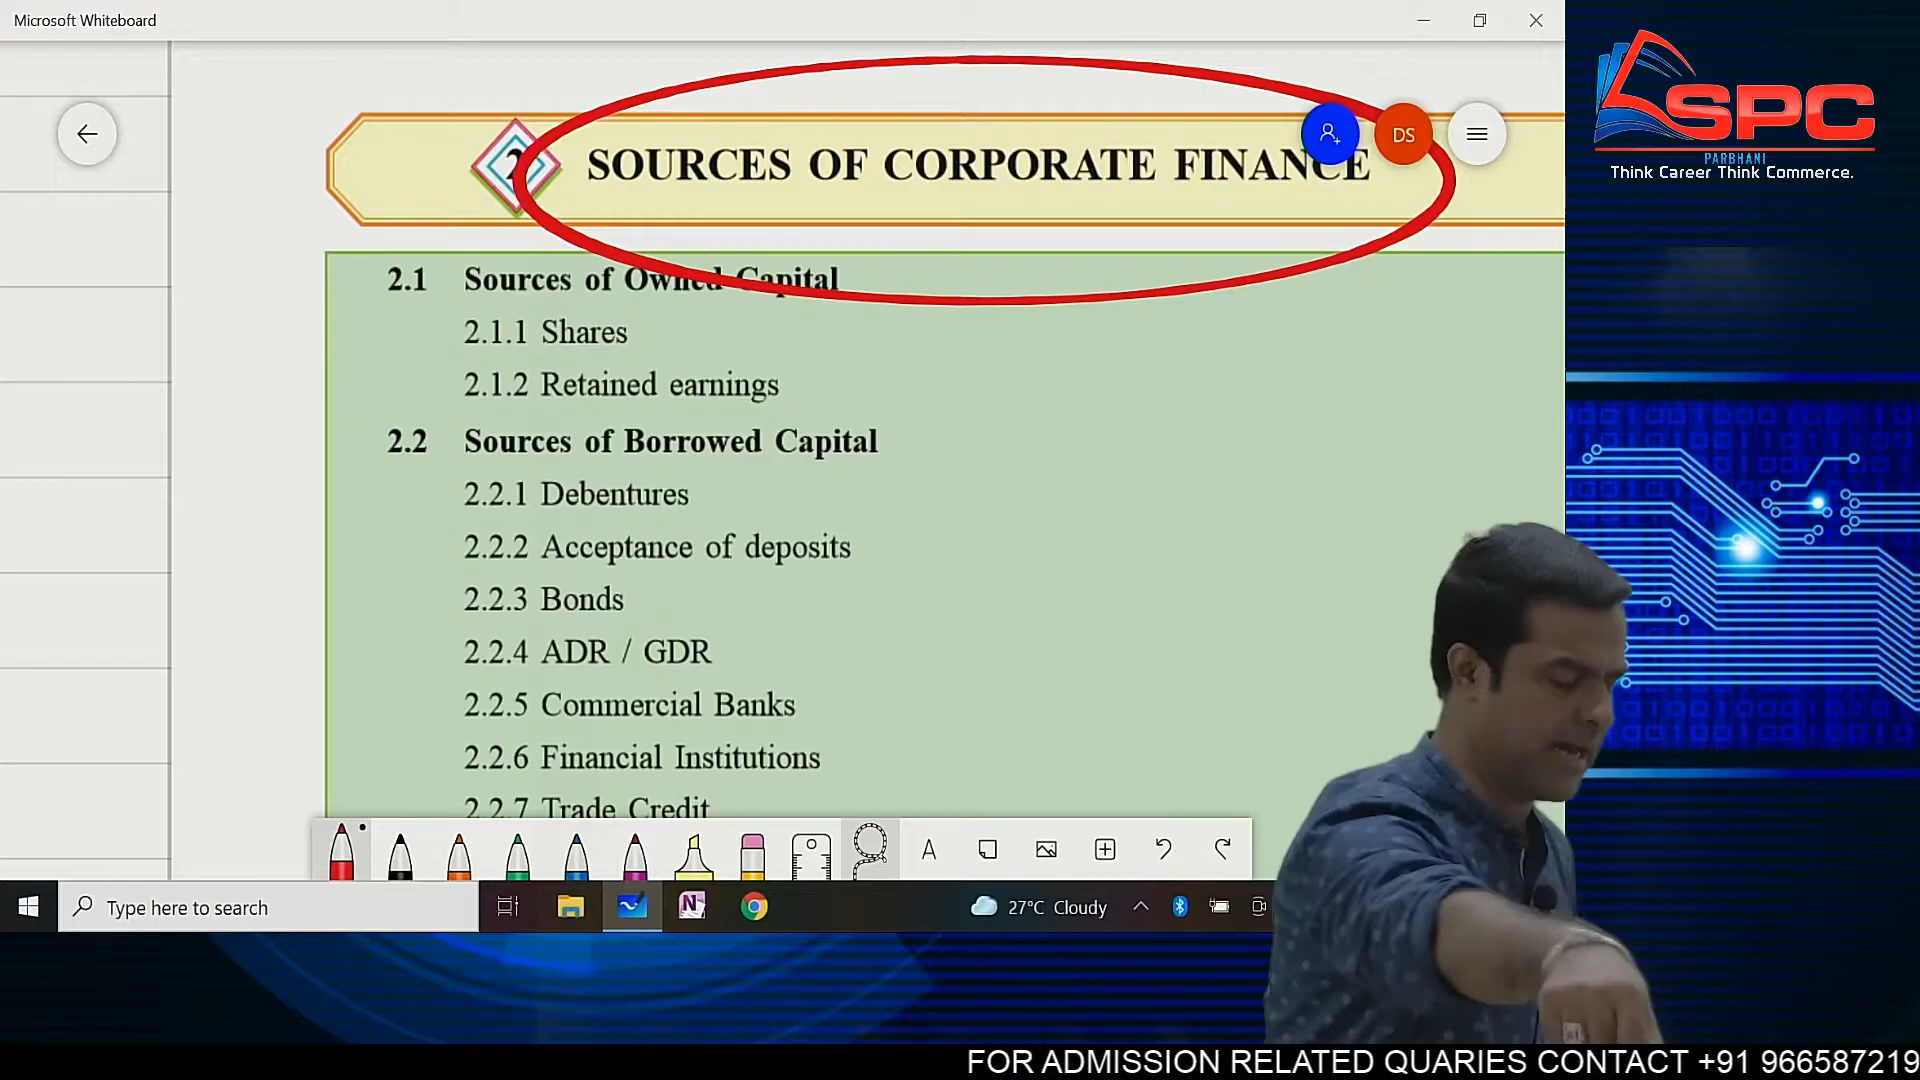 Microsoft Whiteboard
SPC
PARBHANI
Think Career Think Commerce.
DS
2 SOURCES OF CORPORATE FINANCE
2.1 Sources of Owned Capital
2.1.1 Shares
2.1.2 Retained earnings
2.2 Sources of Borrowed Capital
2.2.1 Debentures
2.2.2 Acceptance of deposits
2.2.3 Bonds
2.2.4 ADR / GDR
2.2.5 Commercial Banks
2.2.6 Financial Institutions
2.2.7 Trade Credit
A
Type here to search
N
27°C Cloudy
FOR ADMISSION RELATED QUARIES CONTACT +91 966587219